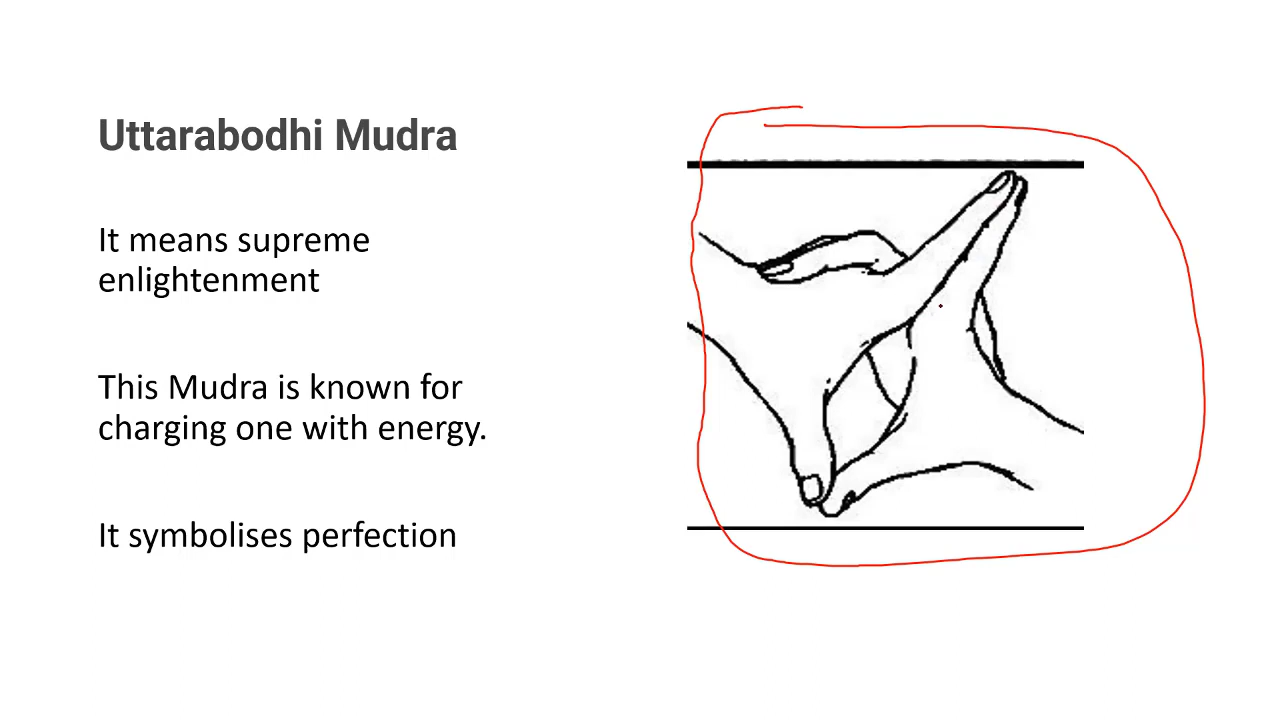 Uttarabodhi Mudra
It means supreme
enlightenment
This Mudra is known for
charging one with energy.
It symbolises perfection